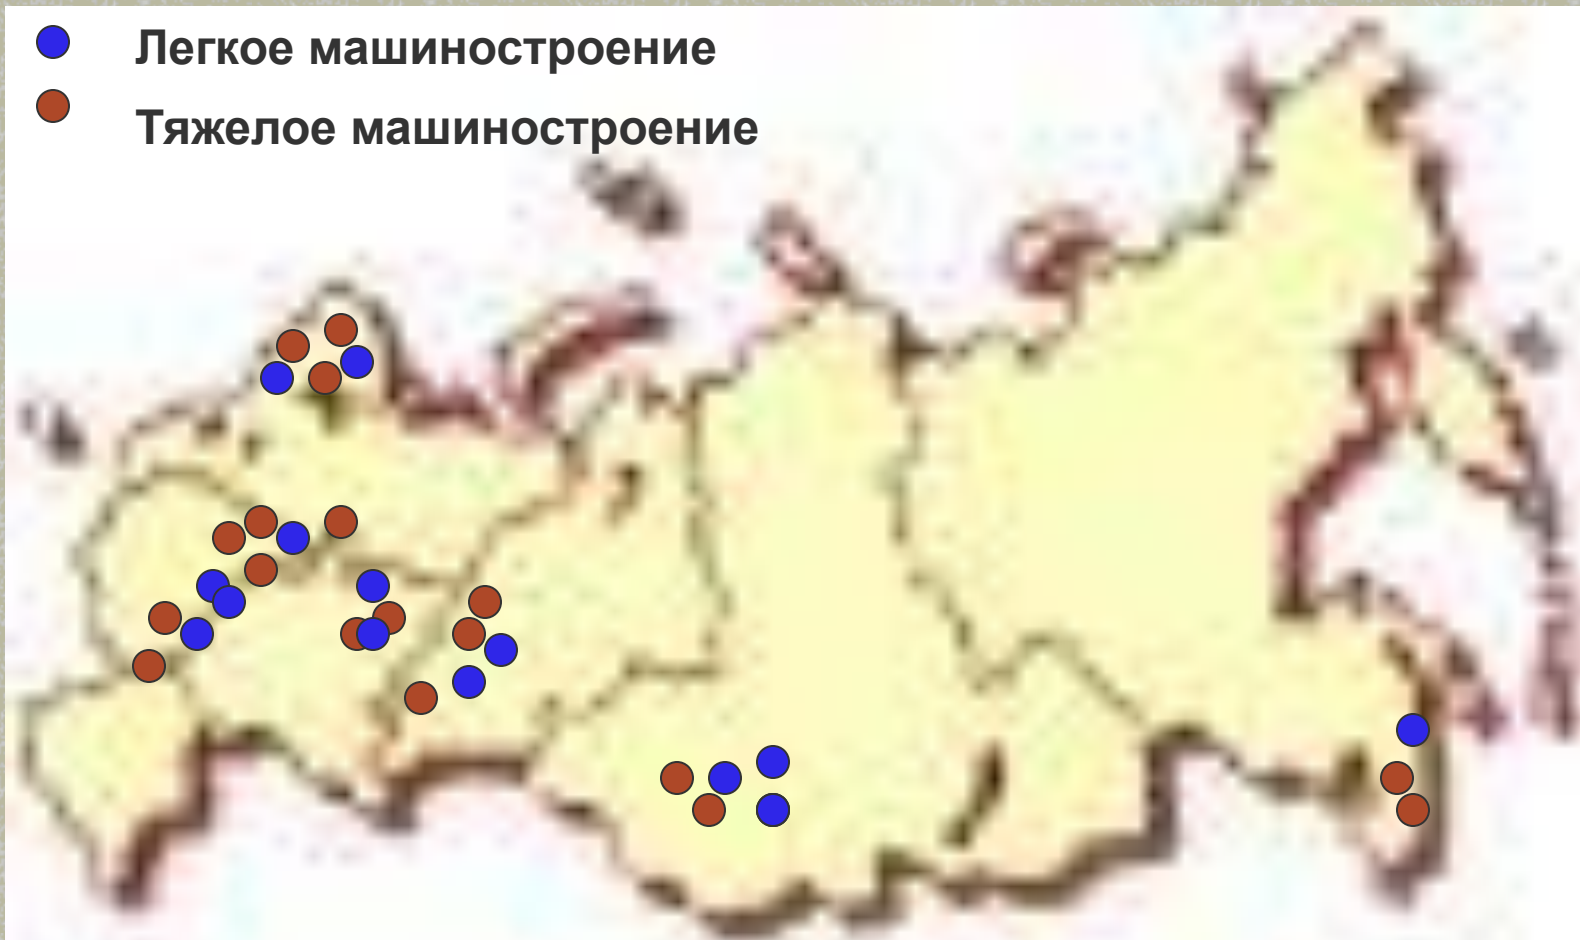 Легкое машиностроение
Тяжелое машиностроение